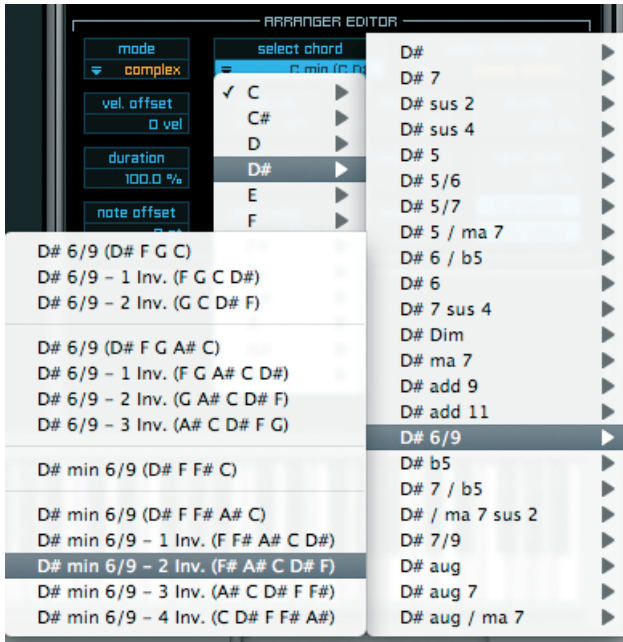 ARRANGER EDITOR
mode
complex
vel. offset
0 vel
duration
100.0 %
note offset
select chord
C min (C D#
✓ C
C#
D
D#
E
F
D#
D# 7
D# sus 2
D# sus 4
D# 5
D# 5/6
D# 5/7
D# 5 / ma 7
D# 6 / b5
D# 6
D# 7 sus 4
D# Dim
D# ma 7
D# add 9
D# add 11
D# 6/9
D# b5
D# 7 / b5
D# / ma 7 sus 2
D# 7/9
D# aug
D# aug 7
D# aug / ma 7
D# 6/9 (D# F G C)
D# 6/9 – 1 Inv. (F G C D#)
D# 6/9 – 2 Inv. (G C D# F)
D# 6/9 (D# F G A# C)
D# 6/9 – 1 Inv. (F G A# C D#)
D# 6/9 – 2 Inv. (G A# C D# F)
D# 6/9 – 3 Inv. (A# C D# F G)
D# min 6/9 (D# F F# C)
D# min 6/9 (D# F F# A# C)
D# min 6/9 – 1 Inv. (F F# A# C D#)
D# min 6/9 – 2 Inv. (F# A# C D# F)
D# min 6/9 – 3 Inv. (A# C D# F F#)
D# min 6/9 – 4 Inv. (C D# F F# A#)